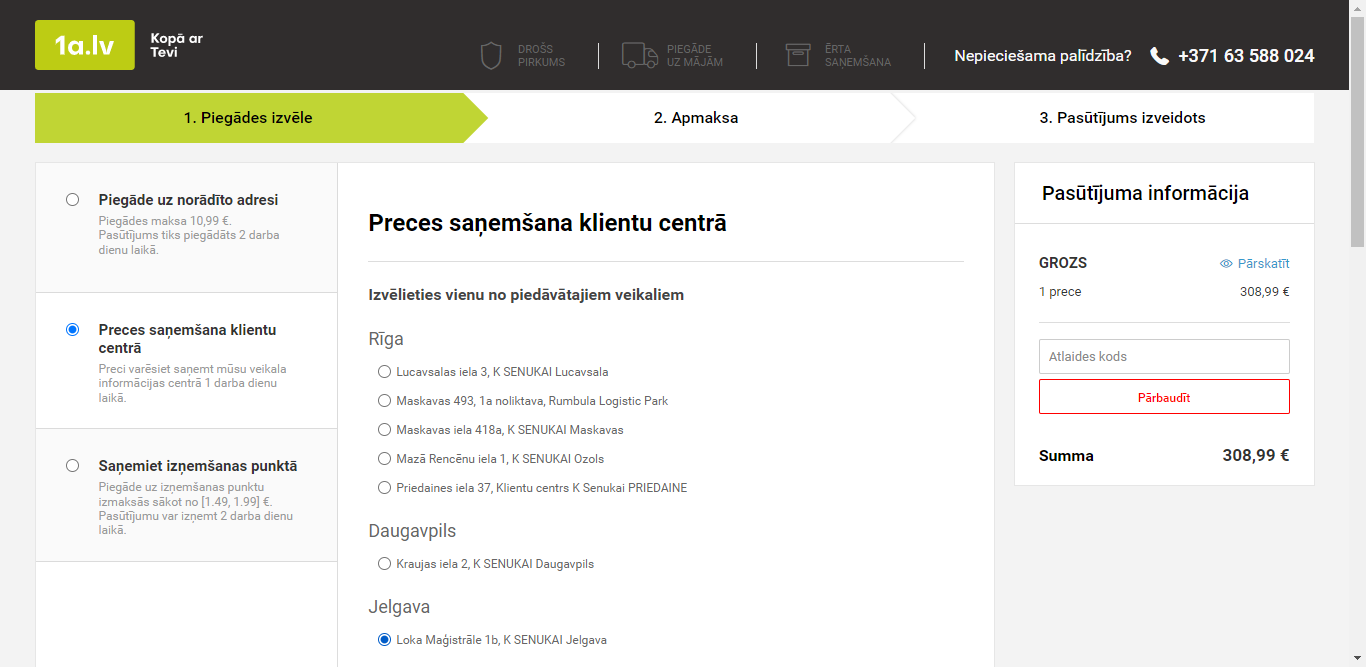 1a.lv
Kopā ar
Tevi
DROŠS
PIRKUMS
PIEGĀDE
UZ MĀJĀM
ĒRTA
SAŅEMŠANA
Nepieciešama palīdzība?
+371 63 588 024
1. Piegādes izvēle
2. Apmaksa
3. Pasūtījums izveidots
Piegāde uz norādīto adresi
Piegādes maksa 10,99 €.
Pasūtījums tiks piegādāts 2 darba
dienu laikā.
Preces saņemšana klientu
centrā
Preci varēsiet saņemt mūsu veikala
informācijas centrā 1 darba dienu
laikā.
Saņemiet izņemšanas punktā
Piegāde uz izņemšanas punktu
izmaksās sākot no [1.49, 1.99] €.
Pasūtījumu var izņemt 2 darba dienu
laikā.
Preces saņemšana klientu centrā
Izvēlieties vienu no piedāvātajiem veikaliem
Rīga
Lucavsalas iela 3, K SENUKAI Lucavsala
Maskavas 493, 1a noliktava, Rumbula Logistic Park
Maskavas iela 418a, K SENUKAI Maskavas
Mazā Rencēnu iela 1, K SENUKAI Ozols
Priedaines iela 37, Klientu centrs K Senukai PRIEDAINE
Daugavpils
Kraujas iela 2, K SENUKAI Daugavpils
Jelgava
Loka Maģistrāle 1b, K SENUKAI Jelgava
Pasūtījuma informācija
GROZS
Pārskatīt
1 prece
308,99 €
Atlaides kods
Pārbaudīt
Summa
308,99 €